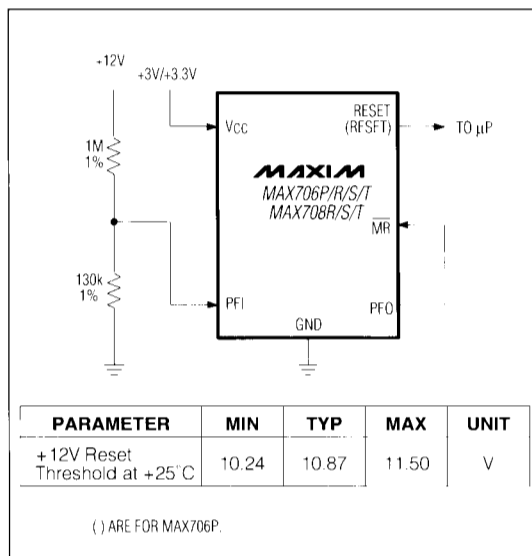 +12V
+3V/+3.3V
VCC
RESET
(RESET)
TO µP
1M
1%
MAXIM
MAX706P/R/S/T
MAX708R/S/T
MR
130k
1%
PFI
PFO
GND
PARAMETER MIN TYP MAX UNIT
+12V Reset
Threshold at +25°C 10.24 10.87 11.50 V
( ) ARE FOR MAX706P.